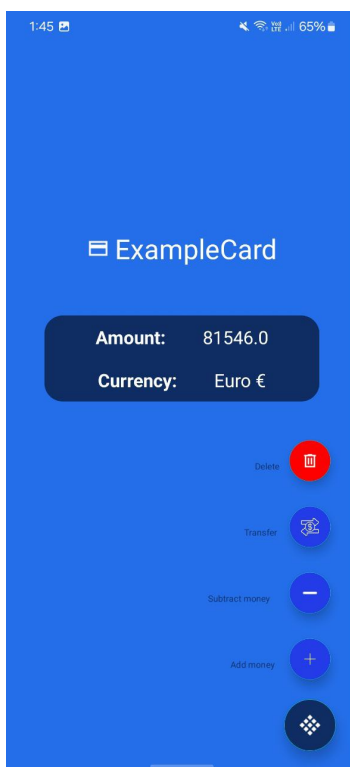 1:45 65%
ExampleCard
Amount: 81546.0
Currency: Euro €
Delete
Transfer
Subtract money
Add money